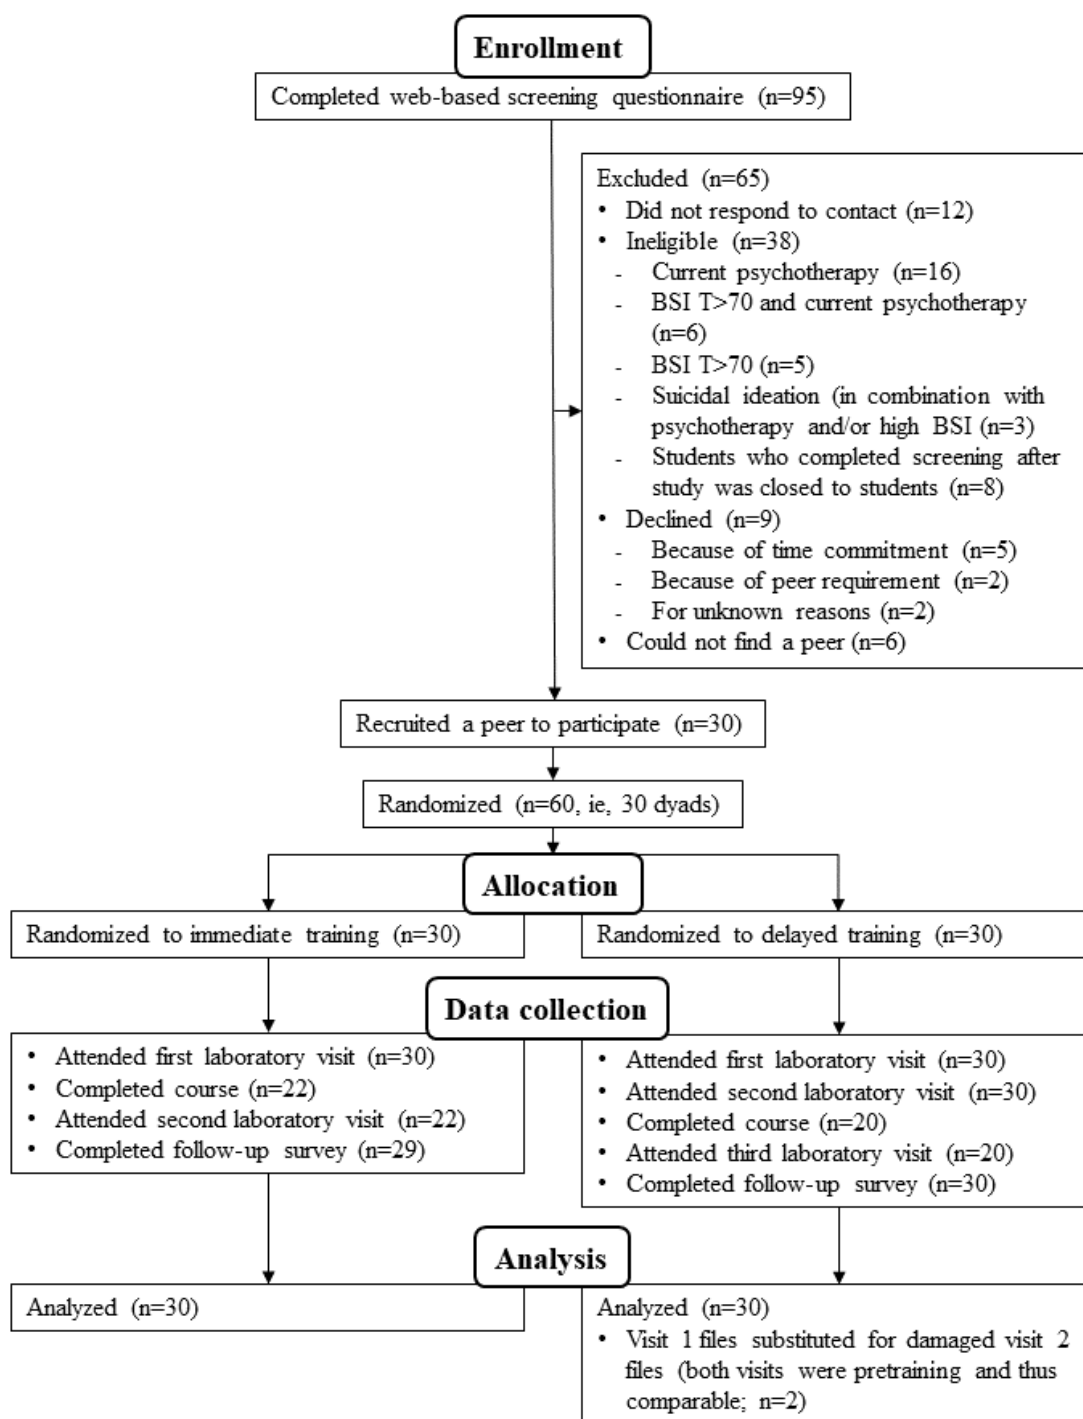 Enrollment
Completed web-based screening questionnaire (n=95)
Excluded (n=65)
• Did not respond to contact (n=12)
• Ineligible (n=38)
- Current psychotherapy (n=16)
- BSI T>70 and current psychotherapy
(n=6)
- BSI T>70 (n=5)
- Suicidal ideation (in combination with
psychotherapy and/or high BSI (n=3)
- Students who completed screening after
study was closed to students (n=8)
• Declined (n=9)
- Because of time commitment (n=5)
- Because of peer requirement (n=2)
- For unknown reasons (n=2)
• Could not find a peer (n=6)
Recruited a peer to participate (n=30)
Randomized (n=60, ie, 30 dyads)
Allocation
Randomized to immediate training (n=30)
Randomized to delayed training (n=30)
Data collection
• Attended first laboratory visit (n=30)
• Completed course (n=22)
• Attended second laboratory visit (n=22)
• Completed follow-up survey (n=29)
• Attended first laboratory visit (n=30)
• Attended second laboratory visit (n=30)
• Completed course (n=20)
• Attended third laboratory visit (n=20)
• Completed follow-up survey (n=30)
Analysis
Analyzed (n=30)
Analyzed (n=30)
• Visit 1 files substituted for damaged visit 2
files (both visits were pretraining and thus
comparable; n=2)